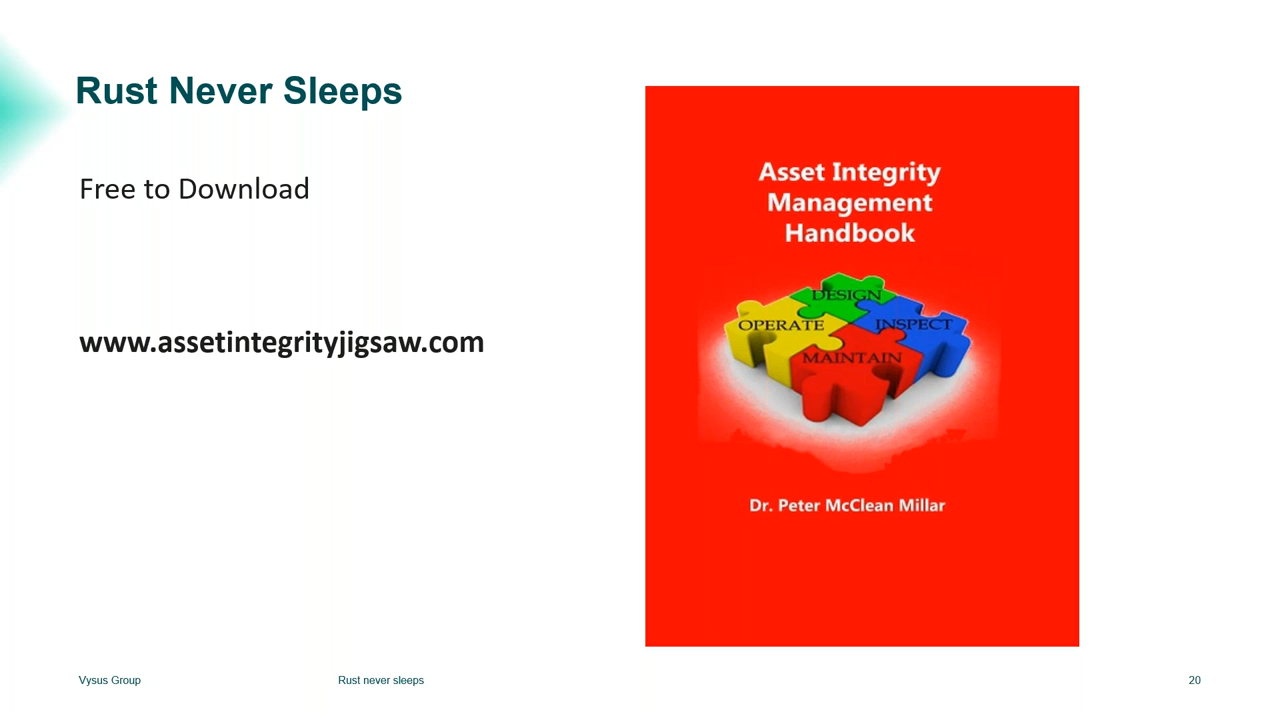 Rust Never Sleeps
Free to Download
www.assetintegrityjigsaw.com
Asset Integrity
Management
Handbook
DESIGN
OPERATE
INSPECT
MAINTAIN
Dr. Peter McClean Millar
Vysus Group
Rust never sleeps
20